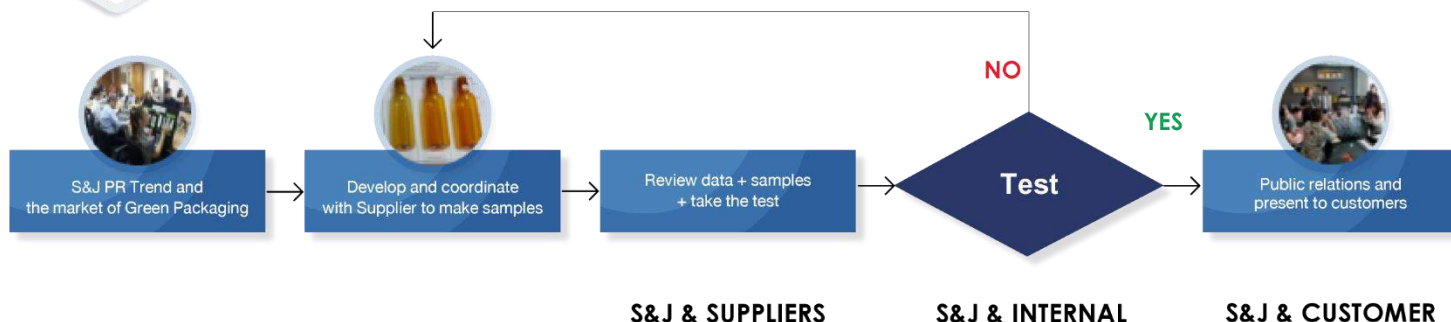 NO
YES
S&J PR Trend and
the market of Green Packaging
Develop and coordinate
with Supplier to make samples
Review data + samples
+ take the test
Test
Public relations and
present to customers
S&J & SUPPLIERS
S&J & INTERNAL
S&J & CUSTOMER